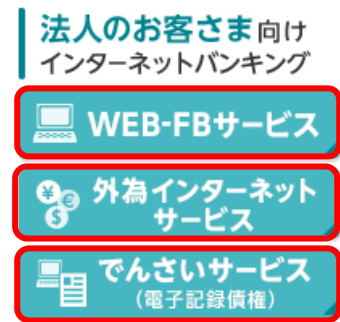 法人のお客さま向け
インターネットバンキング
WEB-FBサービス
¥ € $
外為インターネット
サービス
でんさいサービス
(電子記録債権)